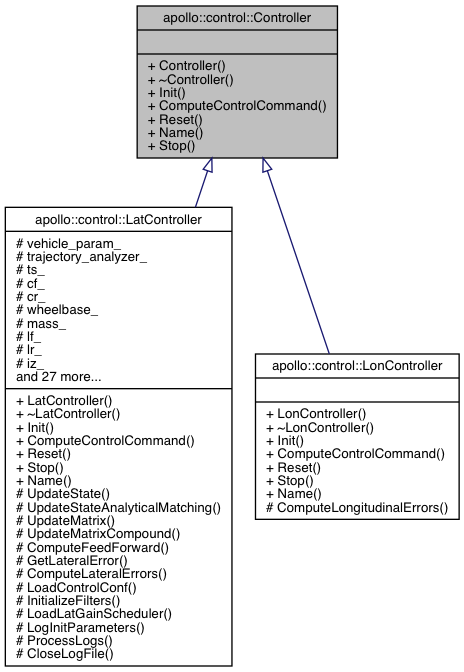 apollo::control::Controller
+ Controller()
+ ~Controller()
+ Init()
+ ComputeControlCommand()
+ Reset()
+ Name()
+ Stop()
apollo::control::LatController
# vehicle_param_
# trajectory_analyzer_
# ts_
# cf_
# cr_
# wheelbase_
# mass_
# lf_
# lr_
# iz_
and 27 more...
+ LatController()
+ ~LatController()
+ Init()
+ ComputeControlCommand()
+ Reset()
+ Stop()
+ Name()
# UpdateState()
# UpdateStateAnalyticalMatching()
# UpdateMatrix()
# UpdateMatrixCompound()
# ComputeFeedForward()
# GetLateralError()
# ComputeLateralErrors()
# LoadControlConf()
# InitializeFilters()
# LoadLatGainScheduler()
# LogInitParameters()
# ProcessLogs()
# CloseLogFile()
apollo::control::LonController
+ LonController()
+ ~LonController()
+ Init()
+ ComputeControlCommand()
+ Reset()
+ Stop()
+ Name()
# ComputeLongitudinalErrors()